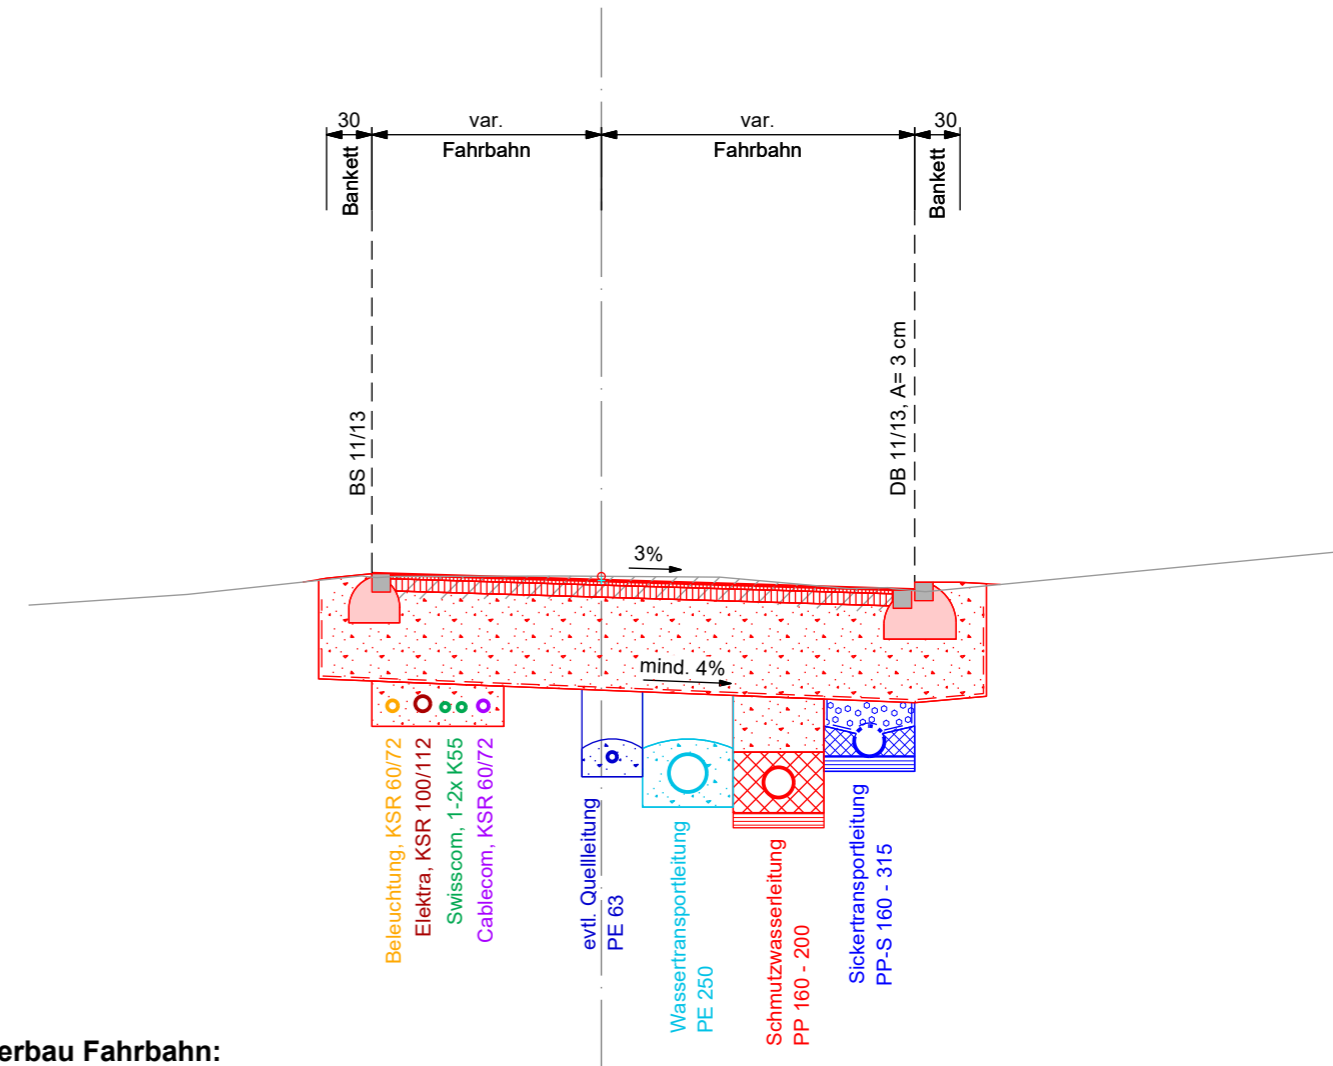 30
var.
var.
30
Bankett
Fahrbahn
Fahrbahn
Bankett
BS 11/13
DB 11/13, A= 3 cm
3%
mind. 4%
Beleuchtung, KSR 60/72
Elektra, KSR 100/112
Swisscom, 1-2x K55
Cablecom, KSR 60/72
evtl. Quellleitung
PE 63
Wassertransportleitung
PE 250
Schmutzwasserleitung
PP 160 - 200
Sickertransportleitung
PP-S 160 - 315
erbau Fahrbahn: